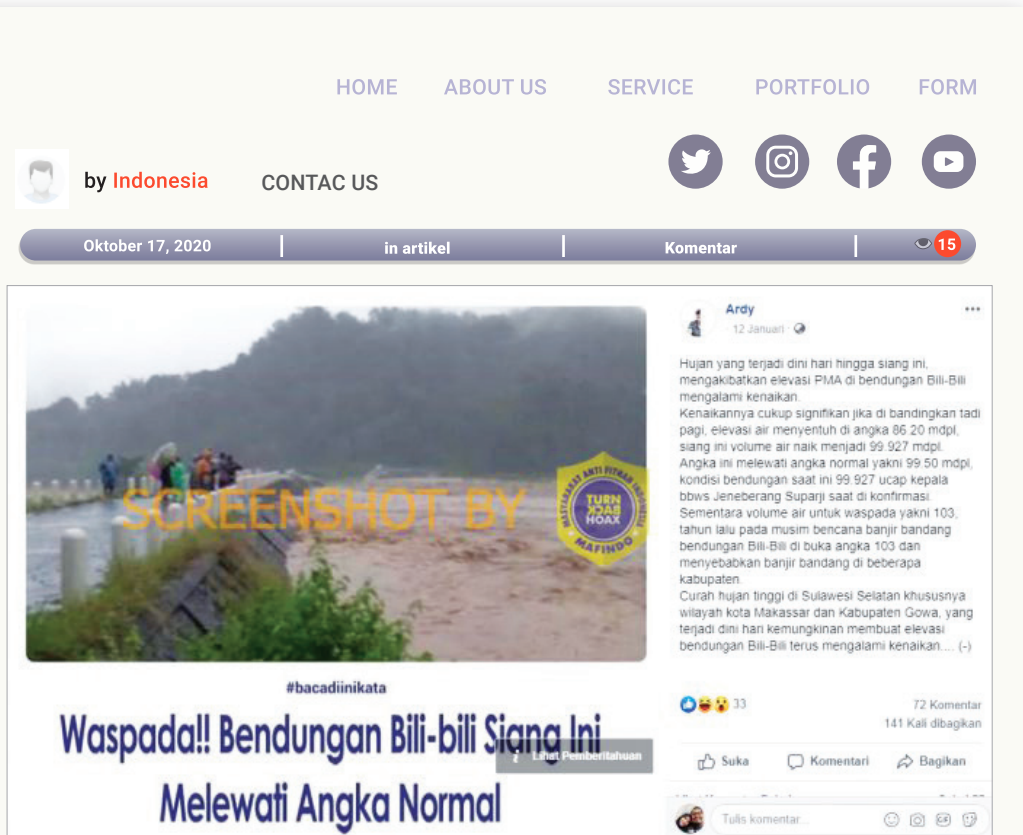 HOME ABOUT US SERVICE PORTFOLIO FORM
by Indonesia CONTAC US
Oktober 17, 2020 in artikel Komentar 15
SCREENSHOT BY
MASYARAKAT ANTI FITNAH INDONESIA
TURN
BACK
HOAX
MAFINDO
#bacadiinikata
Waspada!! Bendungan Bili-bili Siang Ini
Lihat Pemberitahuan
Melewati Angka Normal
Ardy
12 Januari
Hujan yang terjadi dini hari hingga siang ini,
mengakibatkan elevasi PMA di bendungan Bili-Bili
mengalami kenaikan.
Kenaikannya cukup signifikan jika di bandingkan tadi
pagi, elevasi air menyentuh di angka 86.20 mdpl,
siang ini volume air naik menjadi 99.927 mdpl.
Angka ini melewati angka normal yakni 99.50 mdpl,
kondisi bendungan saat ini 99.927 ucap kepala
bbws Jeneberang Suparji saat di konfirmasi.
Sementara volume air untuk waspada yakni 103,
tahun lalu pada musim bencana banjir bandang
bendungan Bili-Bili di buka angka 103 dan
menyebabkan banjir bandang di beberapa
kabupaten.
Curah hujan tinggi di Sulawesi Selatan khususnya
wilayah kota Makassar dan Kabupaten Gowa, yang
terjadi dini hari kemungkinan membuat elevasi
bendungan Bili-Bili terus mengalami kenaikan.... (-)
33 72 Komentar
141 Kali dibagikan
Suka Komentari Bagikan
Tulis komentar...